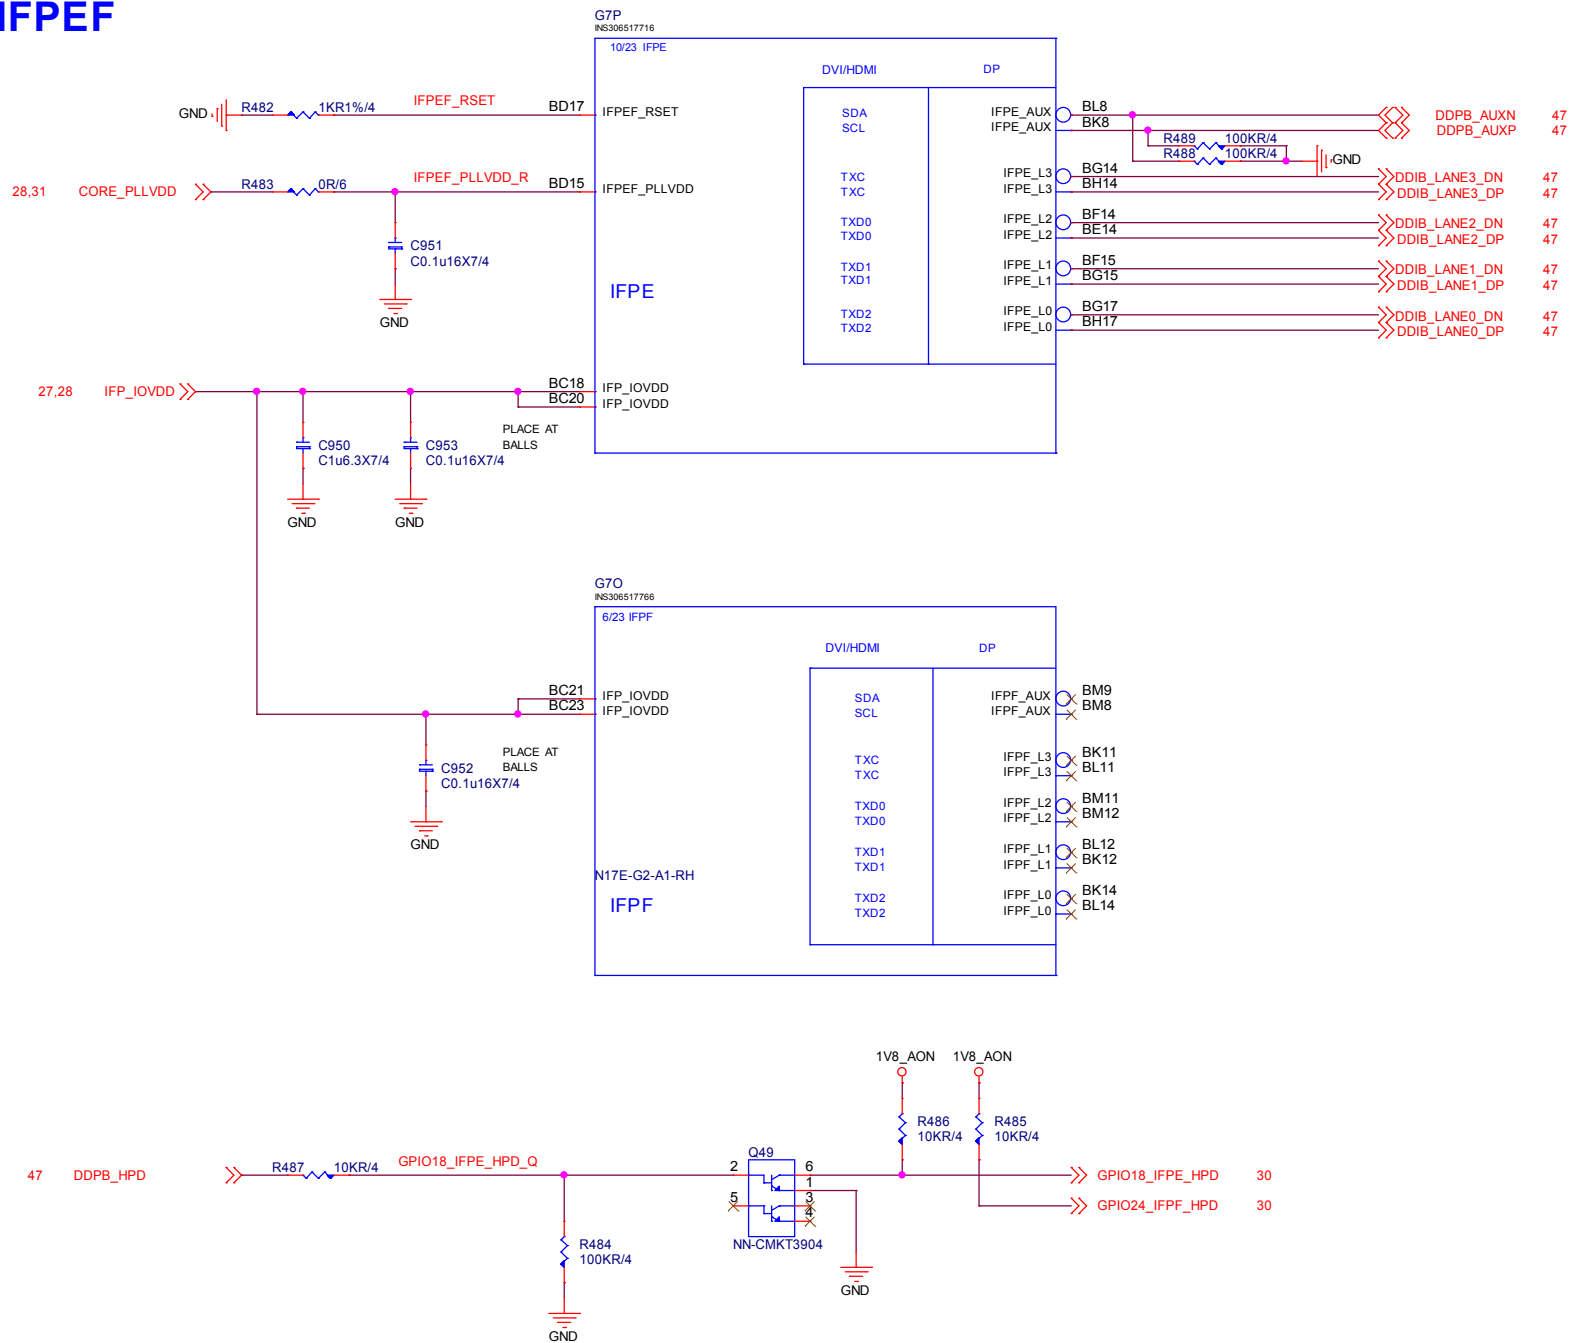 IFPEF
G7P
INS306517716
10/23 IFPE
DVI/HDMI DP
GND R482 1KR1%/4 IFPEF_RSET BD17 IFPEF_RSET
SDA IFPE_AUX BL8 DDPB_AUXN 47
SCL IFPE_AUX BK8 DDPB_AUXP 47
R489 100KR/4
R488 100KR/4 GND
28,31 CORE_PLLVDD R483 0R/6 IFPEF_PLLVDD_R BD15 IFPEF_PLLVDD
TXC IFPE_L3 BG14 DDIB_LANE3_DN 47
TXC IFPE_L3 BH14 DDIB_LANE3_DP 47
TXD0 IFPE_L2 BF14 DDIB_LANE2_DN 47
TXD0 IFPE_L2 BE14 DDIB_LANE2_DP 47
C951
C0.1u16X7/4
GND
TXD1 IFPE_L1 BF15 DDIB_LANE1_DN 47
TXD1 IFPE_L1 BG15 DDIB_LANE1_DP 47
IFPE
TXD2 IFPE_L0 BG17 DDIB_LANE0_DN 47
TXD2 IFPE_L0 BH17 DDIB_LANE0_DP 47
27,28 IFP_IOVDD BC18 IFP_IOVDD
BC20 IFP_IOVDD
PLACE AT
BALLS
C950
C1u6.3X7/4
GND
C953
C0.1u16X7/4
GND
G7O
INS306517766
6/23 IFPF
DVI/HDMI DP
BC21 IFP_IOVDD
BC23 IFP_IOVDD
SDA IFPF_AUX BM9
SCL IFPF_AUX BM8
PLACE AT
BALLS
C952
C0.1u16X7/4
GND
TXC IFPF_L3 BK11
TXC IFPF_L3 BL11
TXD0 IFPF_L2 BM11
TXD0 IFPF_L2 BM12
TXD1 IFPF_L1 BL12
TXD1 IFPF_L1 BK12
N17E-G2-A1-RH
IFPF
TXD2 IFPF_L0 BK14
TXD2 IFPF_L0 BL14
1V8_AON 1V8_AON
R486
10KR/4
R485
10KR/4
47 DDPB_HPD R487 10KR/4 GPIO18_IFPE_HPD_Q
Q49
2 6
1
5 3
4
NN-CMKT3904
GPIO18_IFPE_HPD 30
GPIO24_IFPF_HPD 30
R484
100KR/4
GND
GND